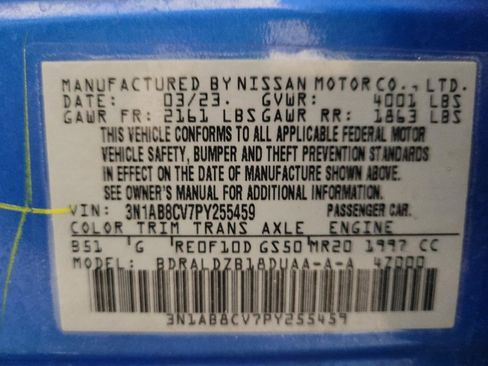 MANUFACTURED BY NISSAN MOTOR CO., LTD.
DATE: 03/23. GVWR: 4001 LBS
GAWR FR: 2161 LBS GAWR RR: 1863 LBS
THIS VEHICLE CONFORMS TO ALL APPLICABLE FEDERAL MOTOR
VEHICLE SAFETY, BUMPER AND THEFT PREVENTION STANDARDS
IN EFFECT ON THE DATE OF MANUFACTURE SHOWN ABOVE.
SEE OWNER'S MANUAL FOR ADDITIONAL INFORMATION.
VIN: 3N1AB8CV7PY255459 PASSENGER CAR.
COLOR TRIM TRANS AXLE ENGINE
B51 G RE0F10D GS50 MR20 1997 CC
MODEL: BDRALDZB18DUAA-A-A 47000
3N1AB8CV7PY255459